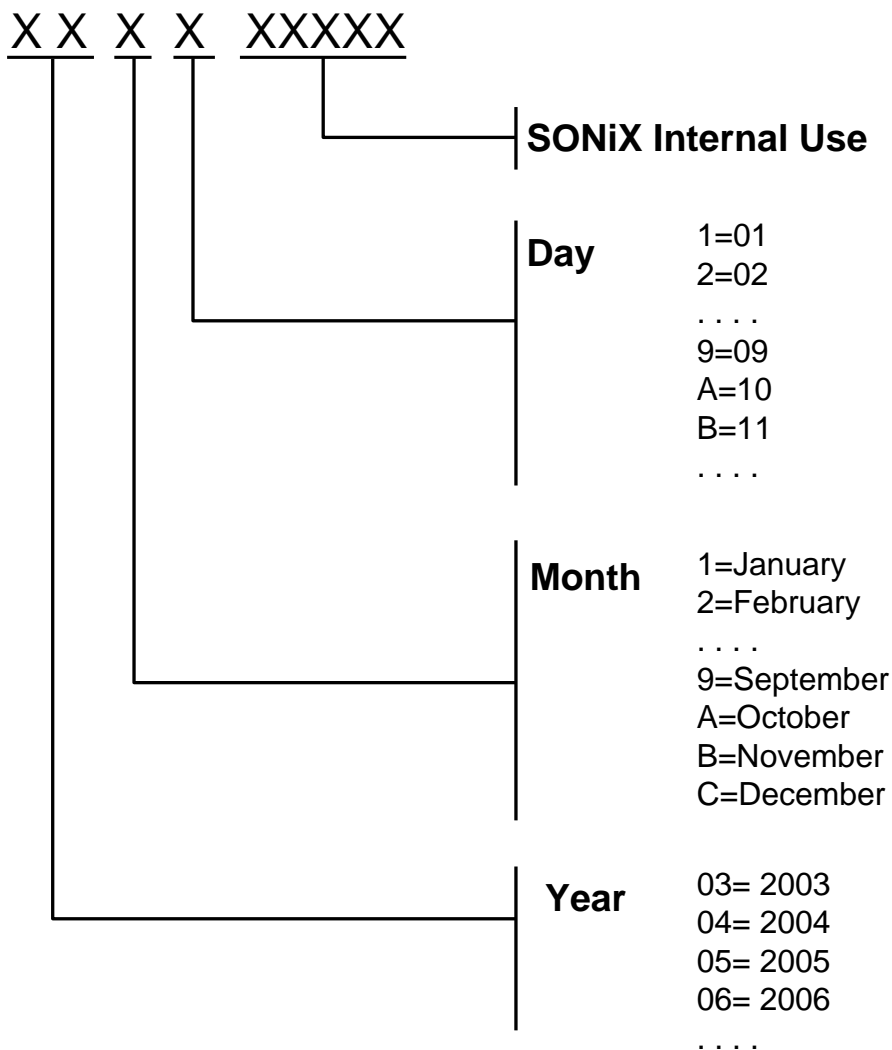 X X X X XXXXX
SONiX Internal Use
Day
1=01
2=02
. . . .
9=09
A=10
B=11
. . . .
Month
1=January
2=February
. . . .
9=September
A=October
B=November
C=December
Year
03= 2003
04= 2004
05= 2005
06= 2006
. . . .